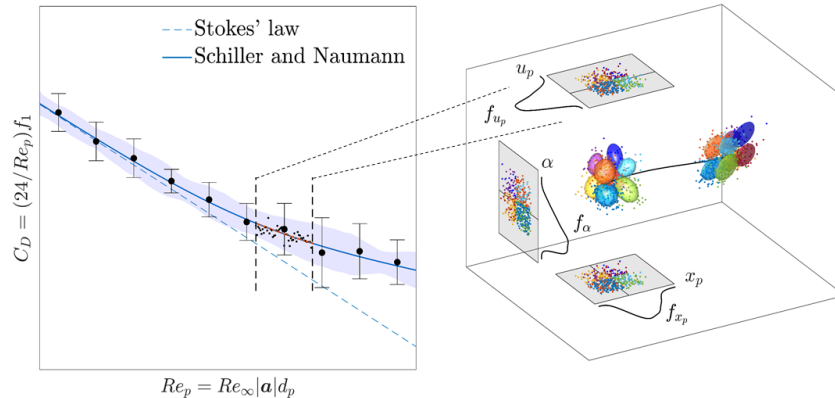 Stokes' law
Schiller and Naumann
C_D = (24/Re_p) f_1
Re_p = Re_∞|a|d_p
u_p
f_{u_p}
α
f_α
x_p
f_{x_p}